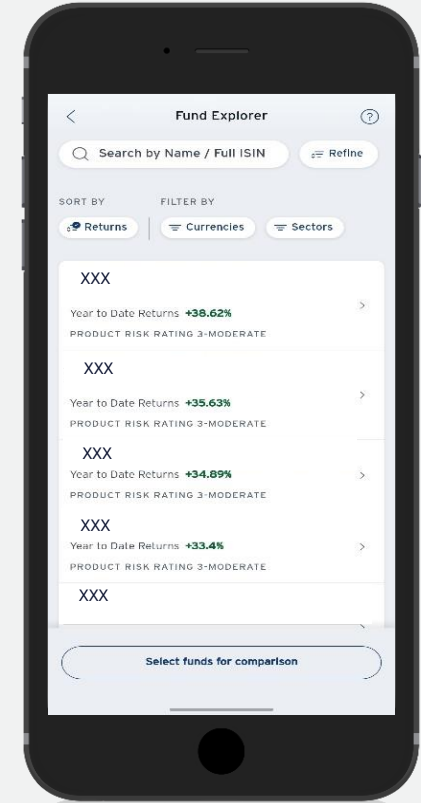 Fund Explorer
?
Search by Name / Full ISIN
Refine
SORT BY
FILTER BY
Returns
Currencies
Sectors
XXX
Year to Date Returns +38.62%
PRODUCT RISK RATING 3-MODERATE
XXX
Year to Date Returns +35.63%
PRODUCT RISK RATING 3-MODERATE
XXX
Year to Date Returns +34.89%
PRODUCT RISK RATING 3-MODERATE
XXX
Year to Date Returns +33.4%
PRODUCT RISK RATING 3-MODERATE
XXX
Select funds for comparison